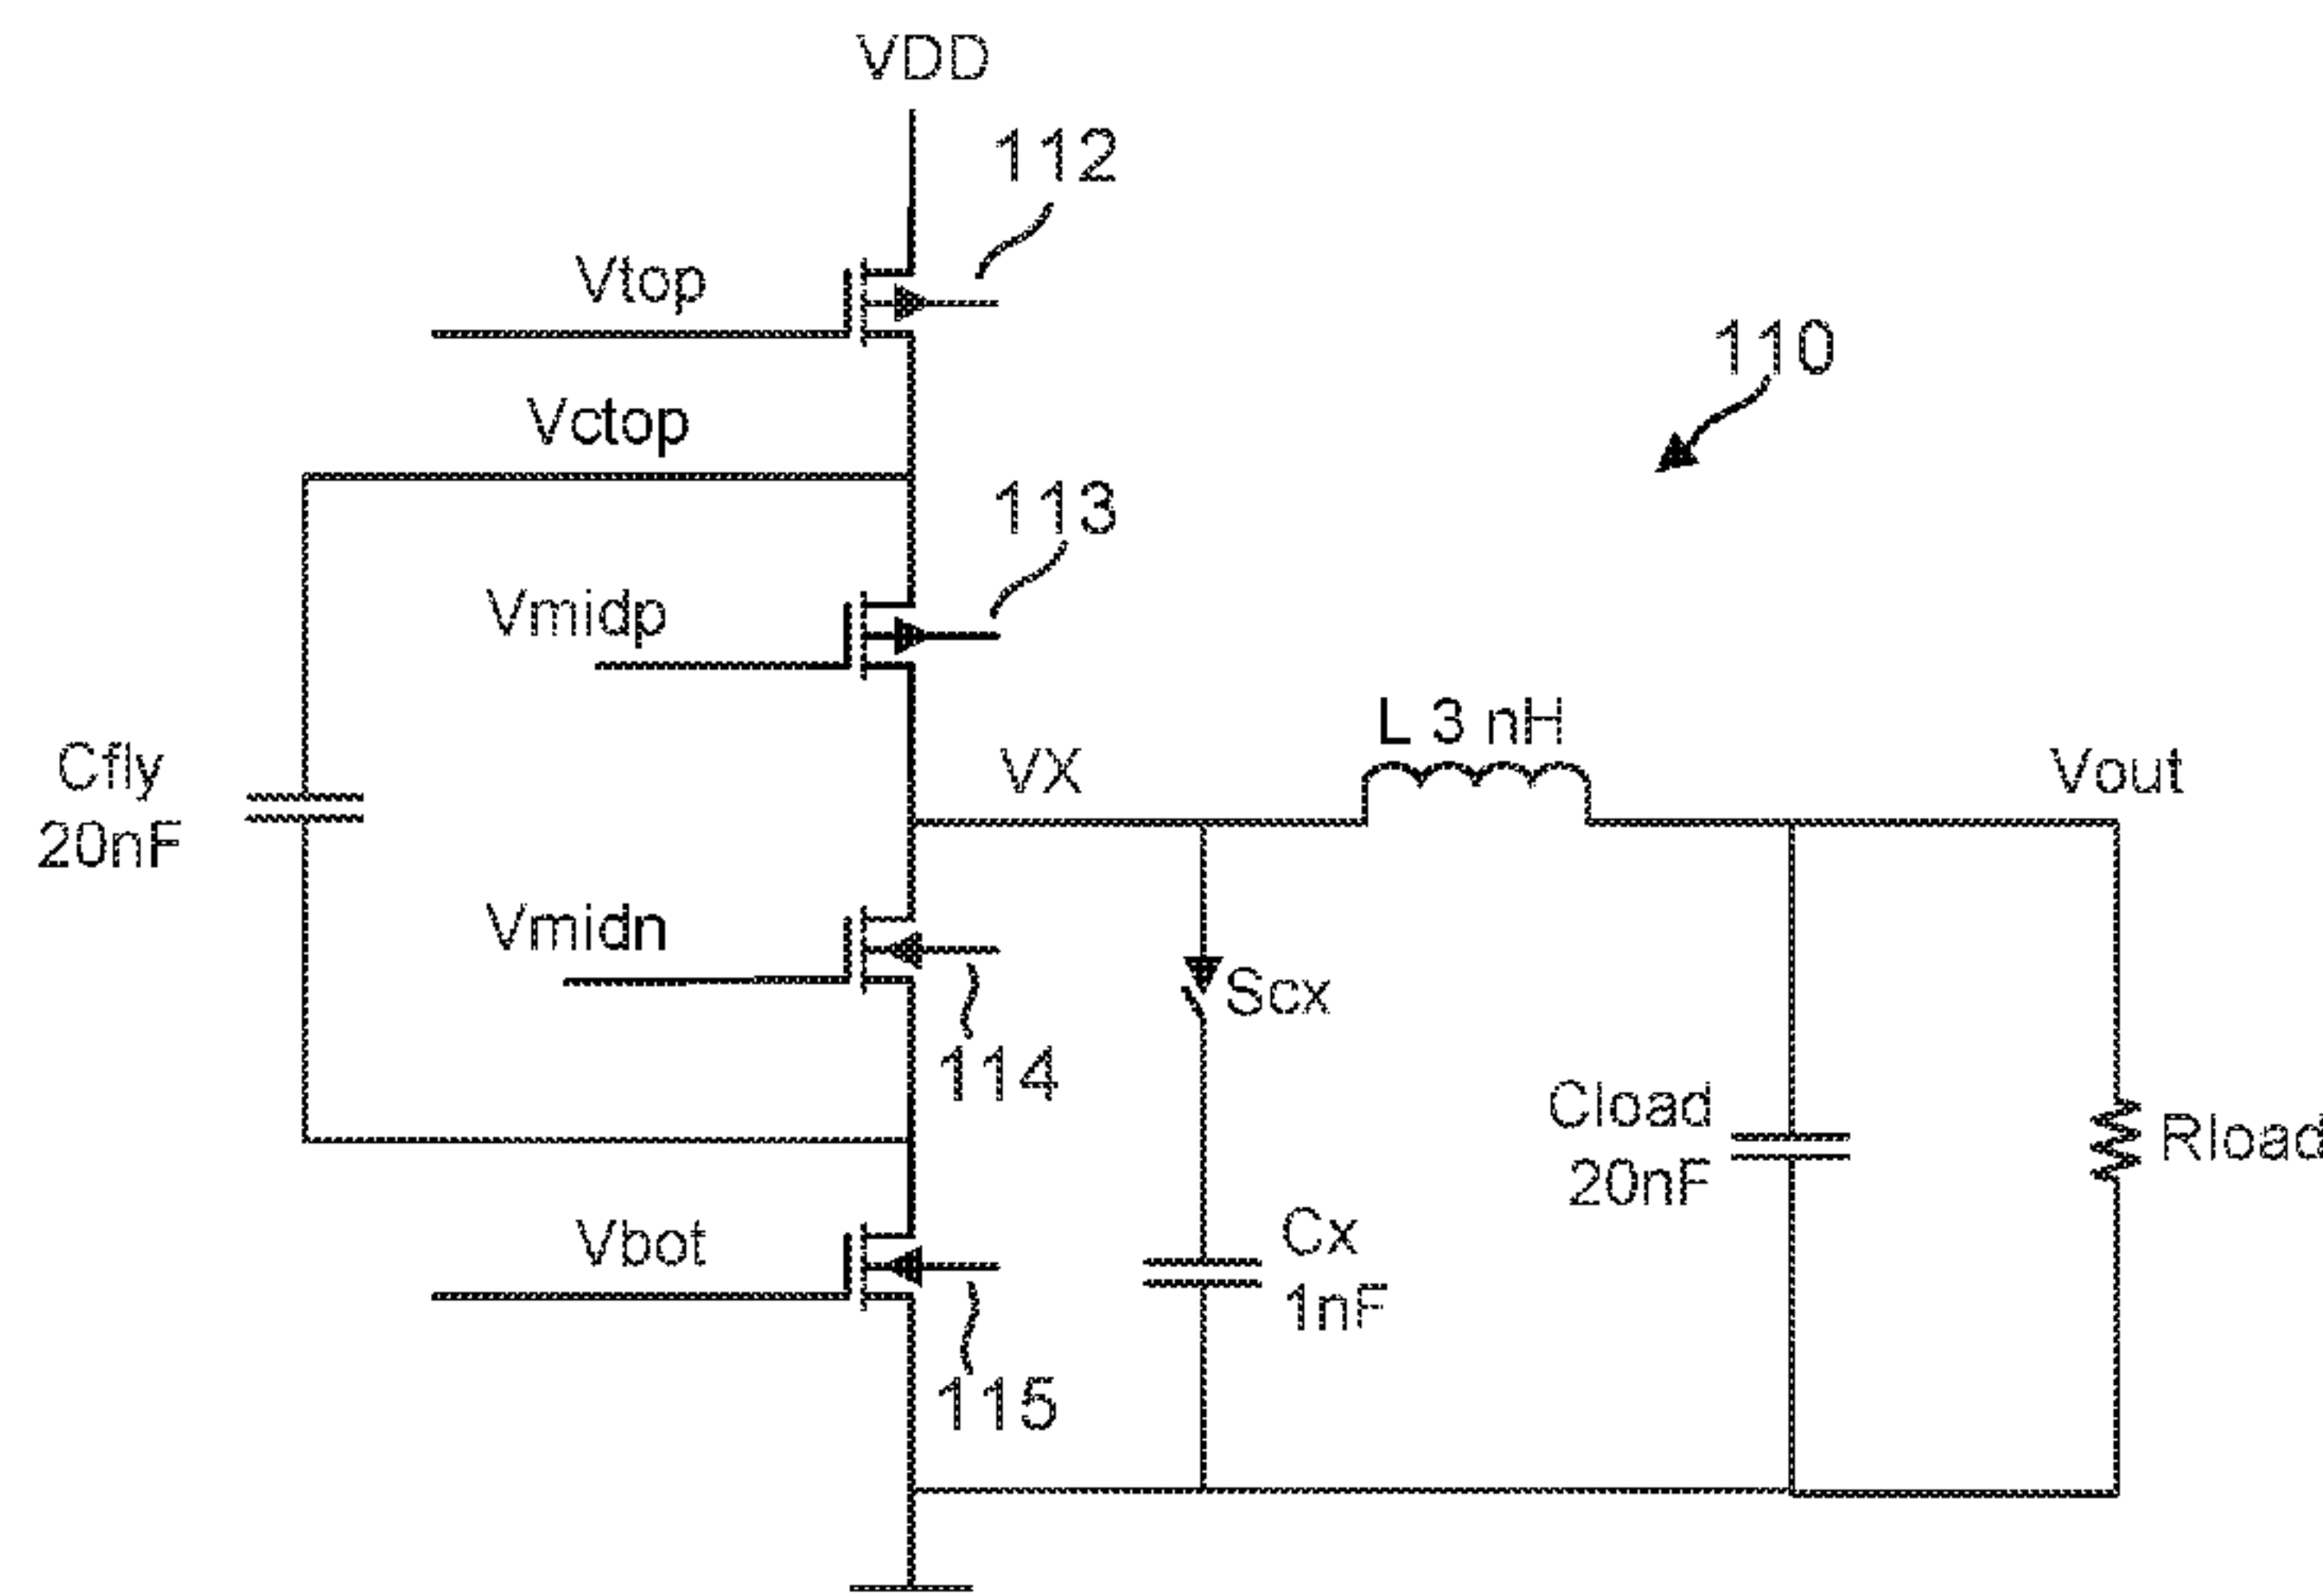 VDD
112
Vtop
110
Vctop
113
Vmidp
L 3 nH
Cfly
20nF
VX
Vout
Vmidn
Scx
114
Cload
20nF
Rload
Vbot
Cx
1nF
115